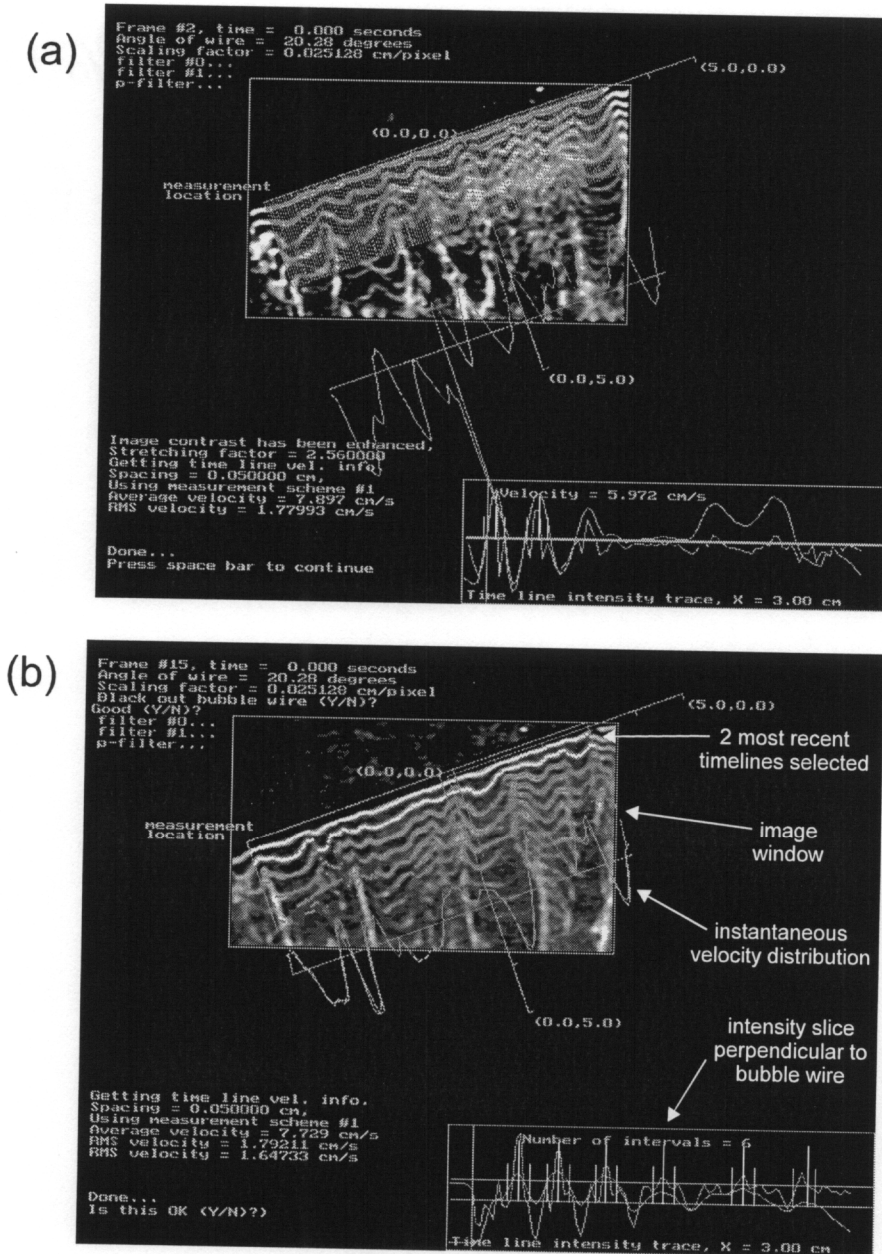 (a)
Frame #2, time = 0.000 seconds
Angle of wire = 20.28 degrees
Scaling factor = 0.025128 cm/pixel
filter #0...
filter #1...
p-filter...
(5.0,0.0)
(0.0,0.0)
measurement
location
(0.0,5.0)
Image contrast has been enhanced,
Stretching factor = 2.560000
Getting time line vel. info.
Spacing = 0.050000 cm,
Using measurement scheme #1
Average velocity = 7.897 cm/s
RMS velocity = 1.77993 cm/s
Velocity = 5.972 cm/s
Done...
Press space bar to continue
Time line intensity trace, X = 3.00 cm
(b)
Frame #15, time = 0.000 seconds
Angle of wire = 20.28 degrees
Scaling factor = 0.025128 cm/pixel
Black out bubble wire (Y/N)?
Good (Y/N)?
filter #0...
filter #1...
p-filter...
(5.0,0.0)
2 most recent
timelines selected
(0.0,0.0)
measurement
location
image
window
instantaneous
velocity distribution
(0.0,5.0)
intensity slice
perpendicular to
bubble wire
Getting time line vel. info.
Spacing = 0.050000 cm,
Using measurement scheme #1
Average velocity = 7.729 cm/s
RMS velocity = 1.79211 cm/s
RMS velocity = 1.64733 cm/s
Number of intervals = 6
Done...
Is this OK (Y/N)?)
Time line intensity trace, X = 3.00 cm